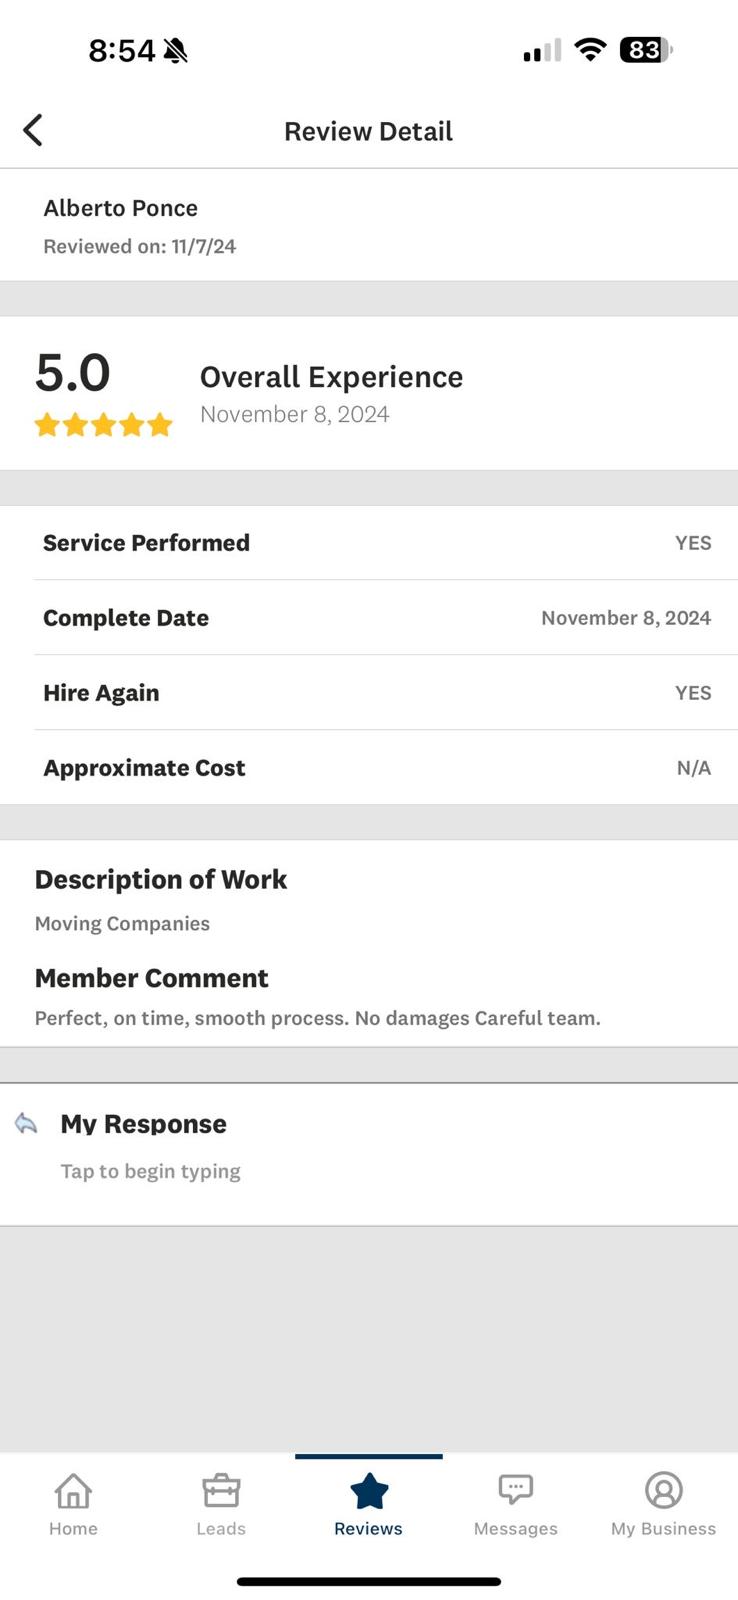 8:54
83
Review Detail
Alberto Ponce
Reviewed on: 11/7/24
5.0
Overall Experience
November 8, 2024
Service Performed YES
Complete Date November 8, 2024
Hire Again YES
Approximate Cost N/A
Description of Work
Moving Companies
Member Comment
Perfect, on time, smooth process. No damages Careful team.
My Response
Tap to begin typing
Home Leads Reviews Messages My Business